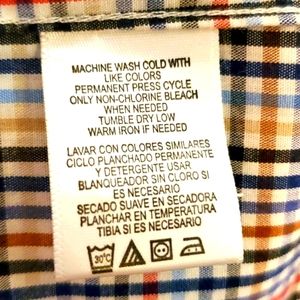 MACHINE WASH COLD WITH
LIKE COLORS
PERMANENT PRESS CYCLE
ONLY NON-CHLORINE BLEACH
WHEN NEEDED
TUMBLE DRY LOW
WARM IRON IF NEEDED
LAVAR CON COLORES SIMILARES
CICLO PLANCHADO PERMANENTE
Y DETERGENTE USAR
BLANQUEADOR SIN CLORO SI
ES NECESARIO
SECADO SUAVE EN SECADORA
PLANCHAR EN TEMPERATURA
TIBIA SI ES NECESARIO
30°C